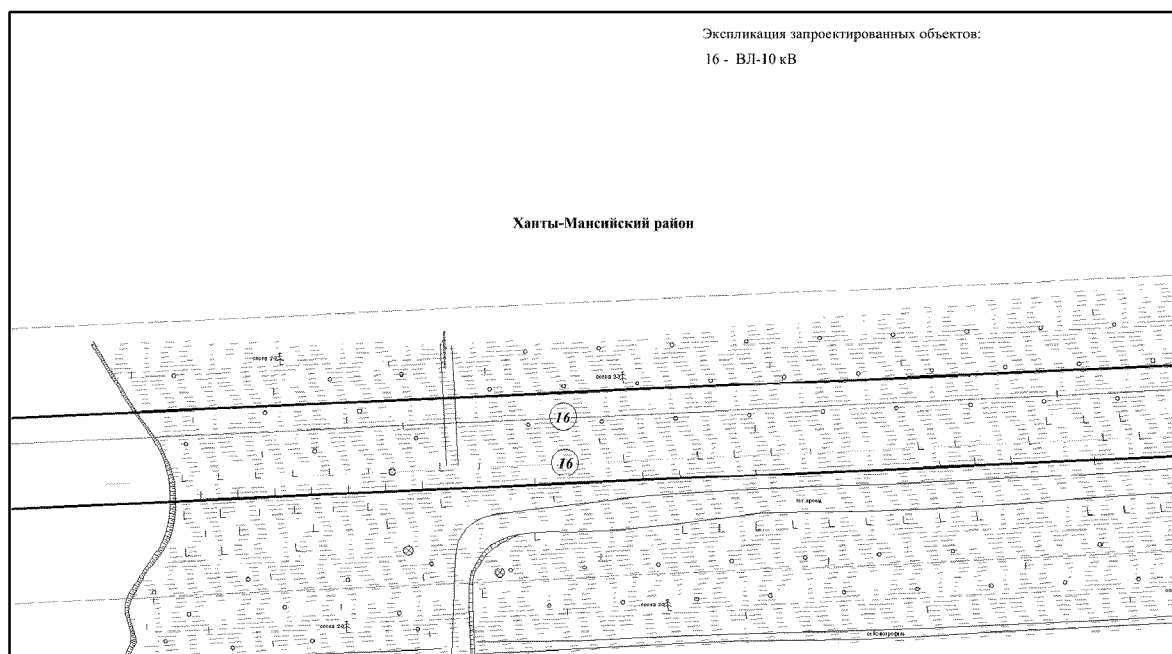 Экспликация запроектированных объектов:
16 - ВЛ-10 кВ
Ханты-Мансийский район
16
16